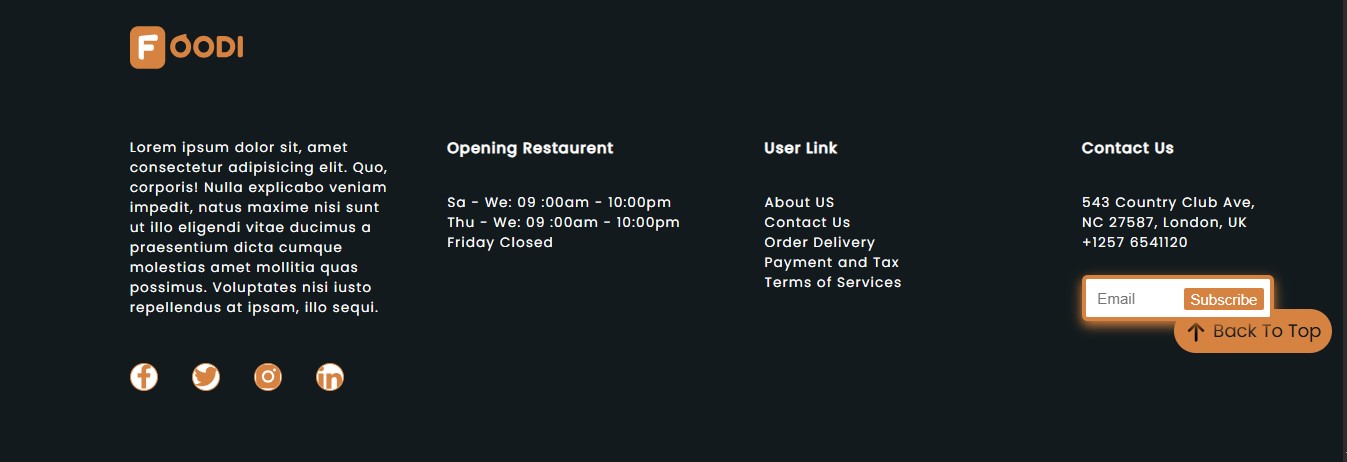 FOODI
Lorem ipsum dolor sit, amet
consectetur adipisicing elit. Quo,
corporis! Nulla explicabo veniam
impedit, natus maxime nisi sunt
ut illo eligendi vitae ducimus a
praesentium dicta cumque
molestias amet mollitia quas
possimus. Voluptates nisi iusto
repellendus at ipsam, illo sequi.
Opening Restaurent
Sa - We: 09 :00am - 10:00pm
Thu - We: 09 :00am - 10:00pm
Friday Closed
User Link
About US
Contact Us
Order Delivery
Payment and Tax
Terms of Services
Contact Us
543 Country Club Ave,
NC 27587, London, UK
+1257 6541120
Email Subscribe
Back To Top